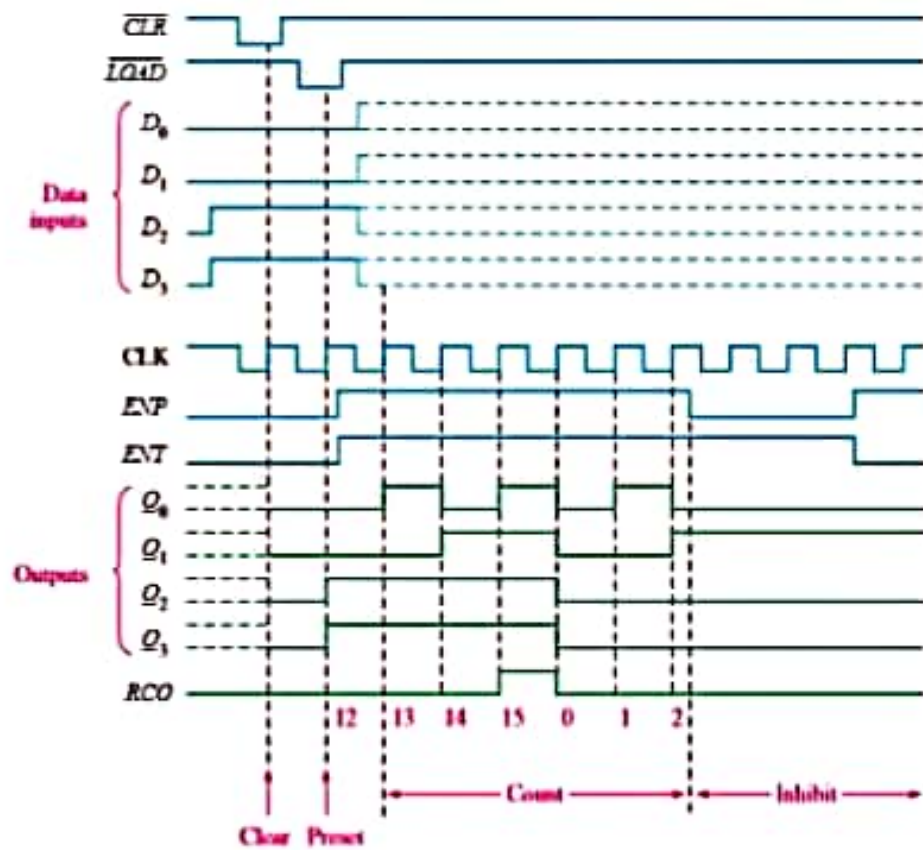 CLR
LOAD
D0
D1
Data inputs
D2
D3
CLK
ENP
ENT
Q0
Q1
Outputs
Q2
Q3
RCO
12 13 14 15 0 1 2
Count Inhibit
Clear Preset